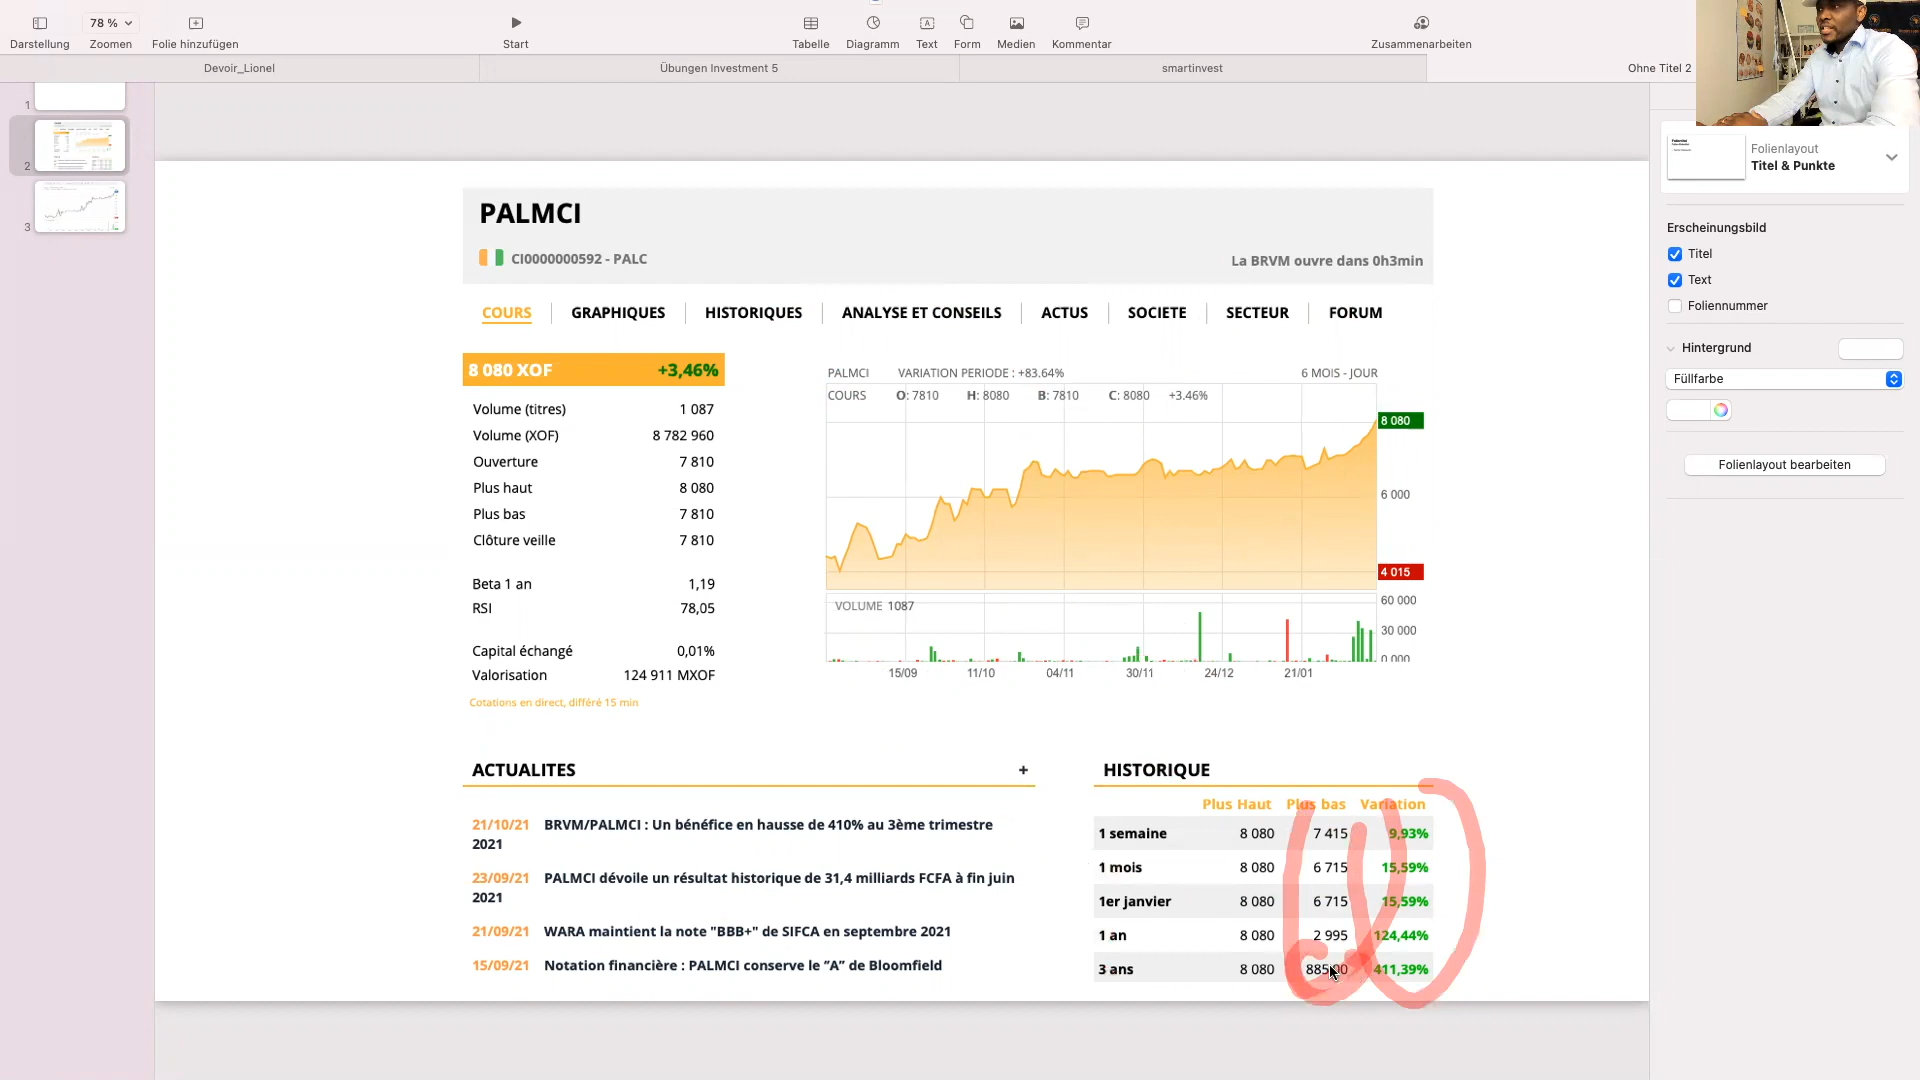 78 %
Darstellung
Zoomen
Folie hinzufügen
Start
Tabelle
Diagramm
Text
Form
Medien
Kommentar
Zusammenarbeiten
Devoir_Lionel
Übungen Investment 5
smartinvest
Ohne Titel 2
1
2
3
PALMCI
CI0000000592 - PALC
La BRVM ouvre dans 0h3min
COURS
GRAPHIQUES
HISTORIQUES
ANALYSE ET CONSEILS
ACTUS
SOCIETE
SECTEUR
FORUM
8 080 XOF +3,46%
Volume (titres) 1 087
Volume (XOF) 8 782 960
Ouverture 7 810
Plus haut 8 080
Plus bas 7 810
Clôture veille 7 810
Beta 1 an 1,19
RSI 78,05
Capital échangé 0,01%
Valorisation 124 911 MXOF
Cotations en direct, différé 15 min
PALMCI VARIATION PERIODE : +83.64% 6 MOIS - JOUR
COURS O: 7810 H: 8080 B: 7810 C: 8080 +3.46%
8 080
6 000
4 015
VOLUME 1087
60 000
30 000
0 000
15/09 11/10 04/11 30/11 24/12 21/01
ACTUALITES +
21/10/21 BRVM/PALMCI : Un bénéfice en hausse de 410% au 3ème trimestre
2021
23/09/21 PALMCI dévoile un résultat historique de 31,4 milliards FCFA à fin juin
2021
21/09/21 WARA maintient la note "BBB+" de SIFCA en septembre 2021
15/09/21 Notation financière : PALMCI conserve le “A” de Bloomfield
HISTORIQUE
Plus Haut Plus bas Variation
1 semaine 8 080 7 415 9,93%
1 mois 8 080 6 715 15,59%
1er janvier 8 080 6 715 15,59%
1 an 8 080 2 995 124,44%
3 ans 8 080 411,39%
Folienlayout
Titel & Punkte
Erscheinungsbild
Titel
Text
Foliennummer
Hintergrund
Füllfarbe
Folienlayout bearbeiten